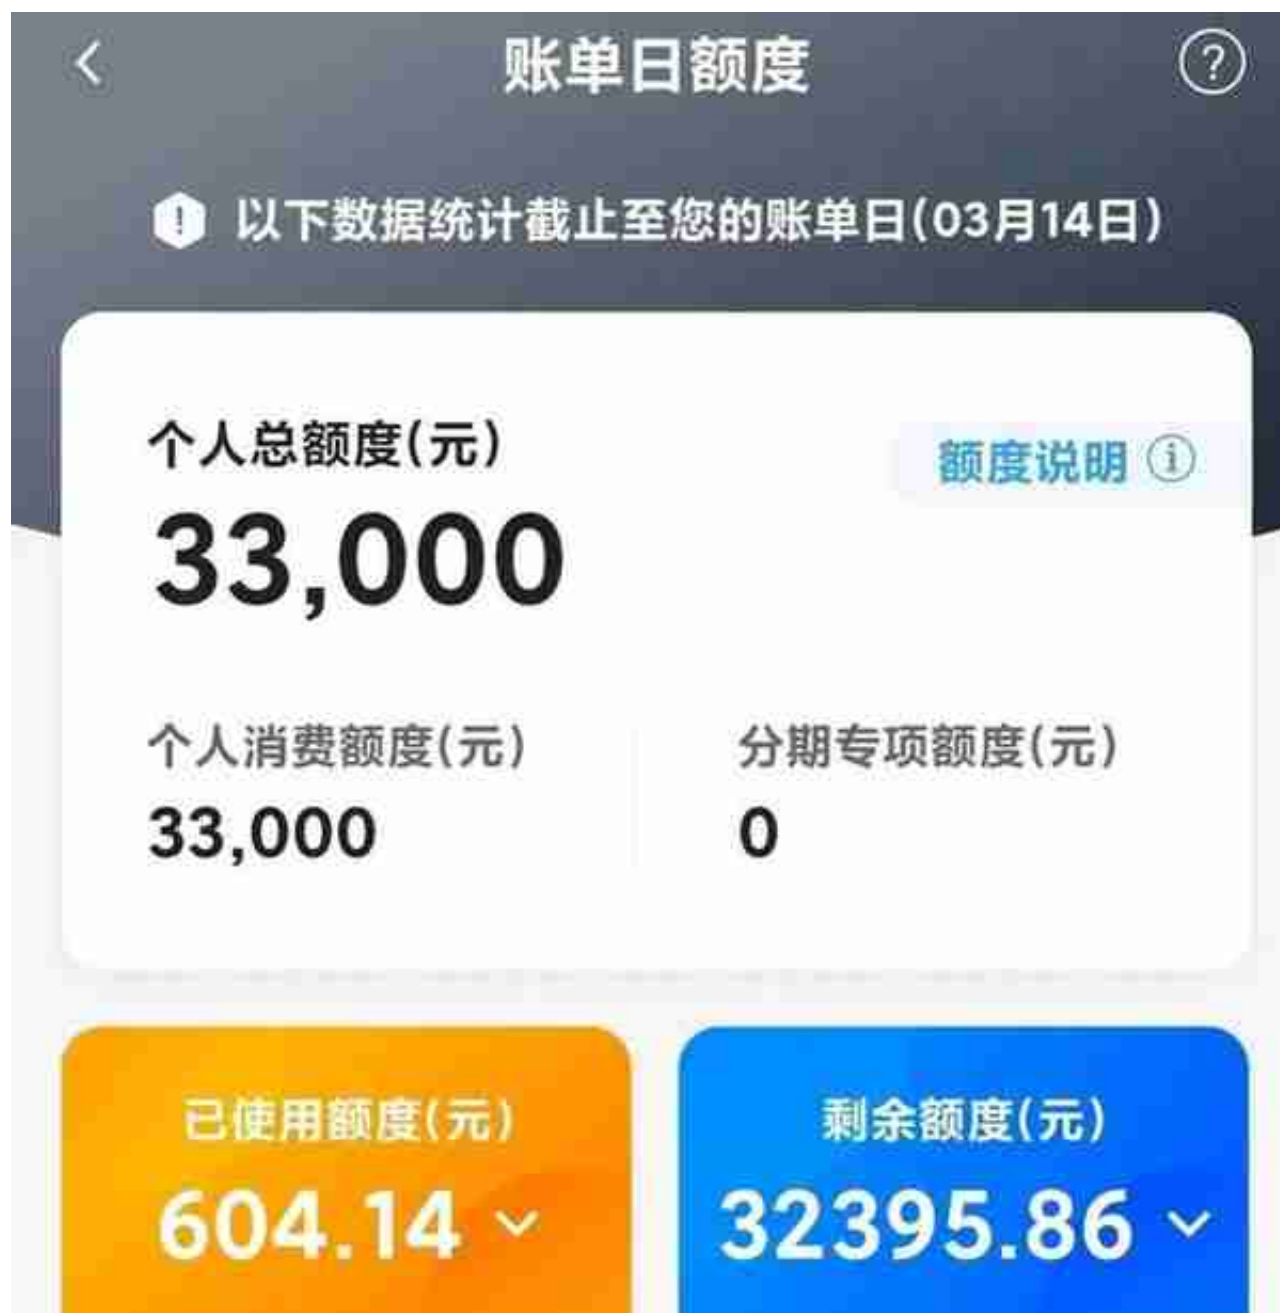 账单日额度
以下数据统计截止至您的账单日(03月14日)
个人总额度(元)
额度说明
33,000
个人消费额度(元) 分期专项额度(元)
33,000 0
已使用额度(元) 剩余额度(元)
604.14 32395.86